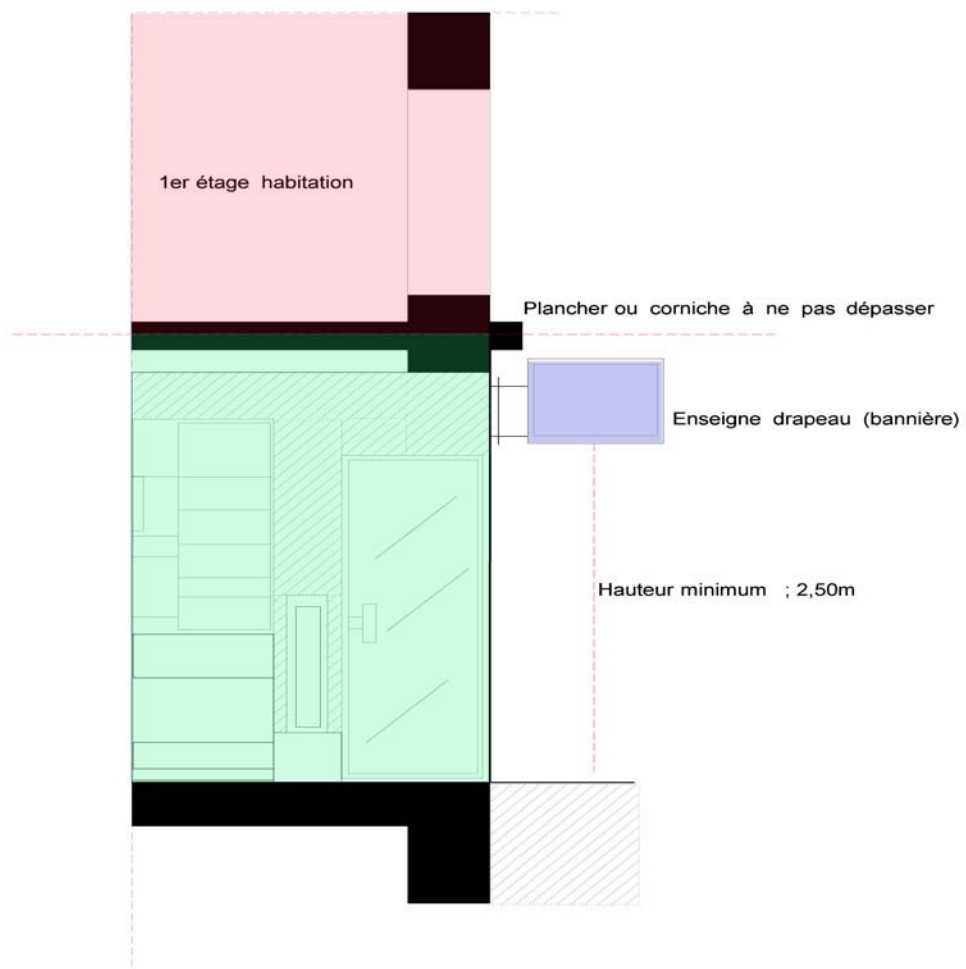 1er étage habitation
Plancher ou corniche à ne pas dépasser
Enseigne drapeau (bannière)
Hauteur minimum ; 2,50m